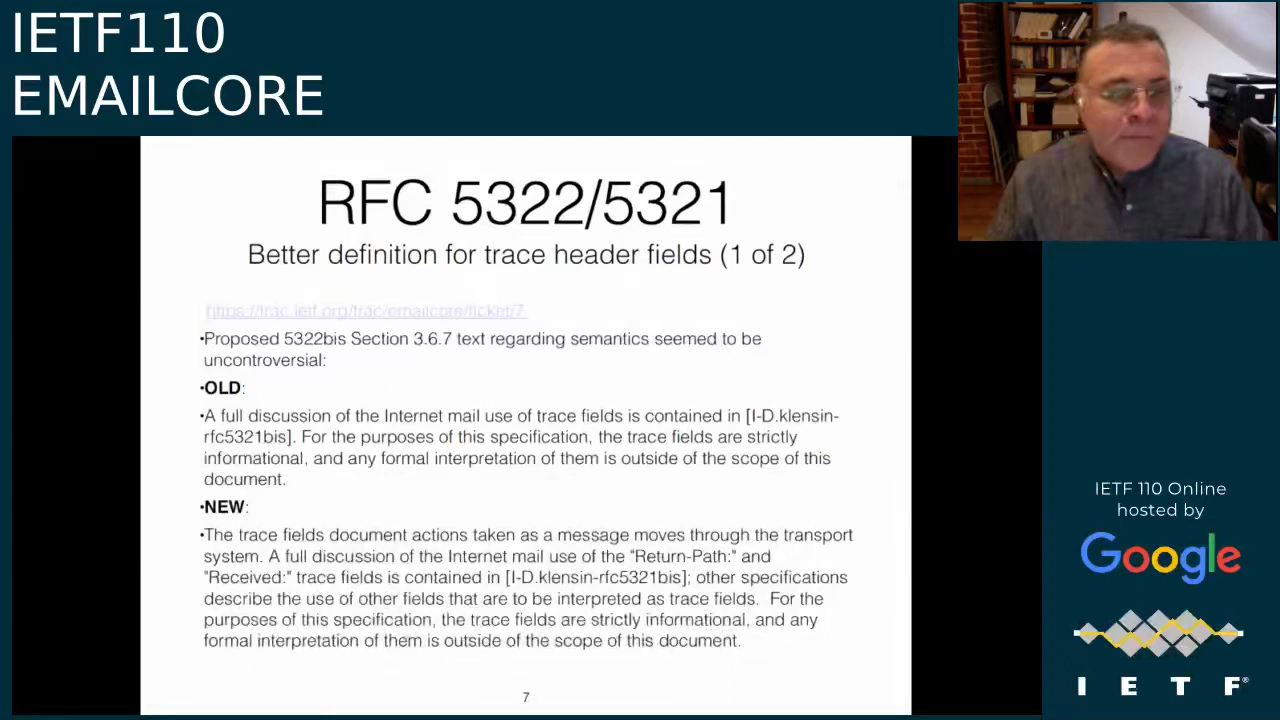 IETF110
EMAILCORE
RFC 5322/5321
Better definition for trace header fields (1 of 2)
https://trac.ietf.org/trac/emailcore/ticket/7
•Proposed 5322bis Section 3.6.7 text regarding semantics seemed to be
uncontroversial:
•OLD:
•A full discussion of the Internet mail use of trace fields is contained in [I-D.klensin-
rfc5321bis]. For the purposes of this specification, the trace fields are strictly
informational, and any formal interpretation of them is outside of the scope of this
document.
•NEW:
•The trace fields document actions taken as a message moves through the transport
system. A full discussion of the Internet mail use of the "Return-Path:" and
"Received:" trace fields is contained in [I-D.klensin-rfc5321bis]; other specifications
describe the use of other fields that are to be interpreted as trace fields. For the
purposes of this specification, the trace fields are strictly informational, and any
formal interpretation of them is outside of the scope of this document.
7
IETF 110 Online
hosted by
Google
I E T F®